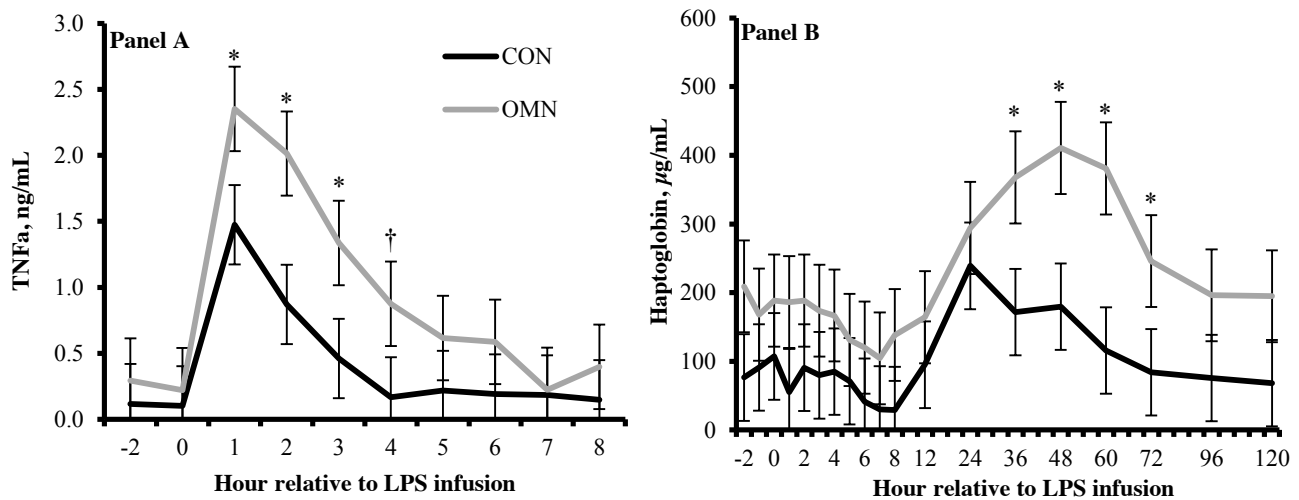 Panel A
TNFa, ng/mL
3.0
2.5
2.0
1.5
1.0
0.5
0.0
CON
OMN
*
*
*
†
-2 0 1 2 3 4 5 6 7 8
Hour relative to LPS infusion
Panel B
Haptoglobin, µg/mL
600
500
400
300
200
100
0
*
*
*
*
-2 0 2 4 6 8 12 24 36 48 60 72 96 120
Hour relative to LPS infusion